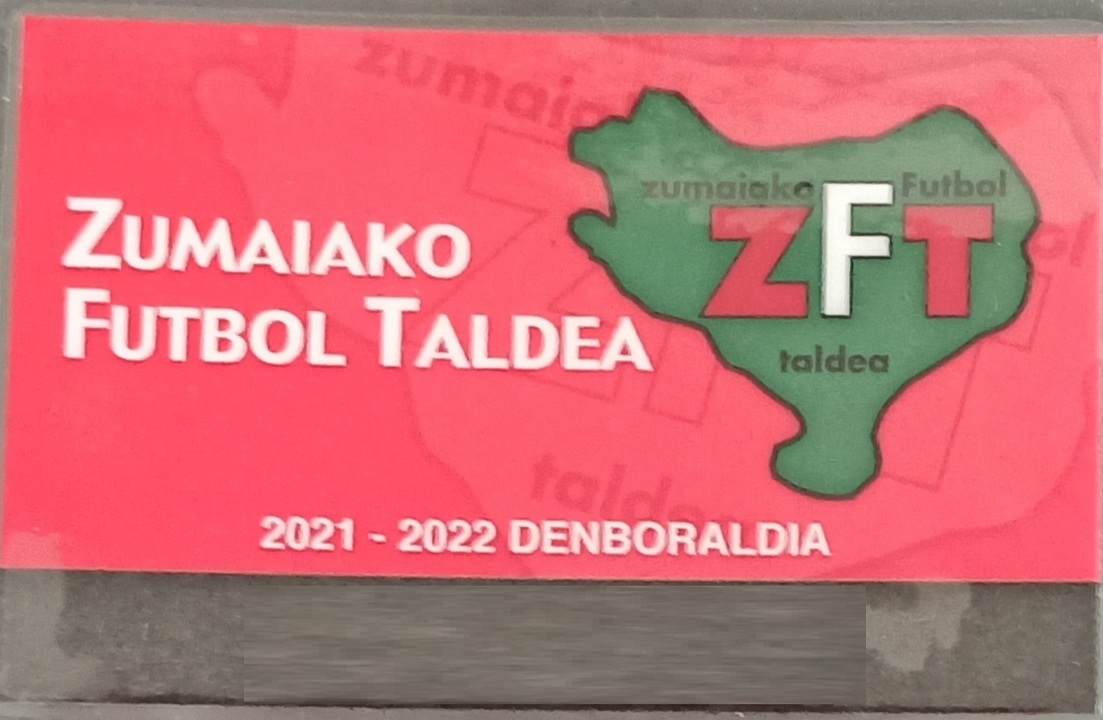 ZUMAIAKO
FUTBOL TALDEA
zumaiako Futbol
ZFT
taldea
2021 - 2022 DENBORALDIA